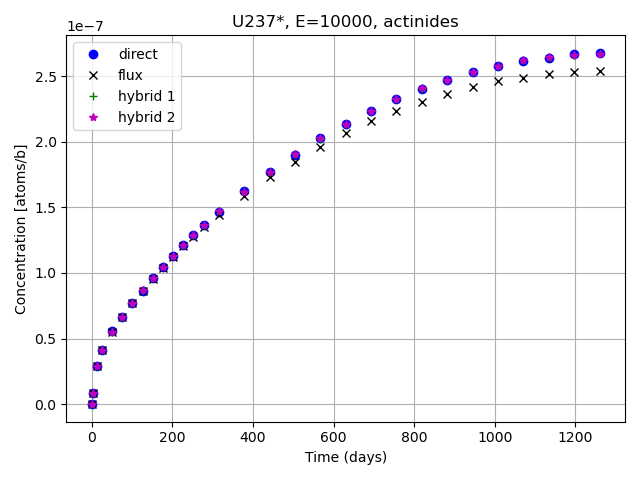 U237*, E=10000, actinides
1e−7
direct
flux
hybrid 1
hybrid 2
2.5
2.0
1.5
1.0
0.5
0.0
Concentration [atoms/b]
0 200 400 600 800 1000 1200
Time (days)